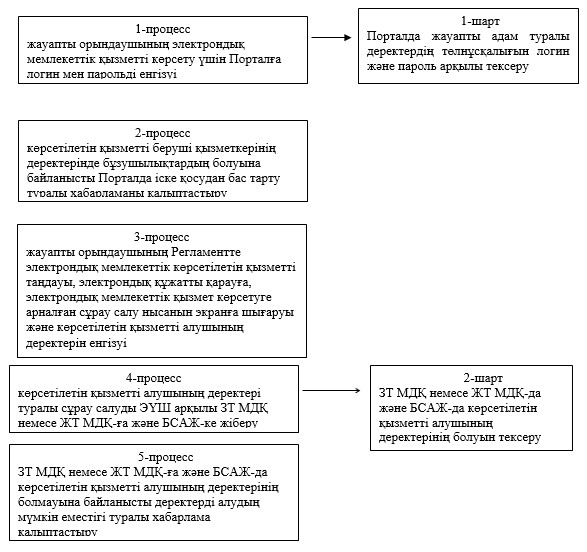 1-процесс
жауапты орындаушының электрондық
мемлекеттік қызметті көрсету үшін Порталға
логин мен парольді енгізуі
1-шарт
Порталда жауапты адам туралы
деректердің төлнұсқалығын логин
және пароль арқылы тексеру
2-процесс
көрсетілетін қызметті беруші қызметкерінің
деректерінде бұзушылықтардың болуына
байланысты Порталда іске қосудан бас тарту
туралы хабарламаны қалыптастыру
3-процесс
жауапты орындаушының Регламентте
электрондық мемлекеттік көрсетілетін қызметті
таңдауы, электрондық құжатты қарауға,
электрондық мемлекеттік қызмет көрсетуге
арналған сұрау салу нысанын экранға шығаруы
және көрсетілетін қызметті алушының
деректерін енгізуі
4-процесс
көрсетілетін қызметті алушының деректері
туралы сұрау салуды ЭҮШ арқылы ЗТ МДҚ
немесе ЖТ МДҚ-ға және БСАЖ-ке жіберу
2-шарт
ЗТ МДҚ немесе ЖТ МДҚ-да
және БСАЖ-да көрсетілетін
қызметті алушының
деректерінің болуын тексеру
5-процесс
ЗТ МДҚ немесе ЖТ МДҚ-ға және БСАЖ-да
көрсетілетін қызметті алушының деректерінің
болмауына байланысты деректерді алудың
мүмкін еместігі туралы хабарлама
қалыптастыру